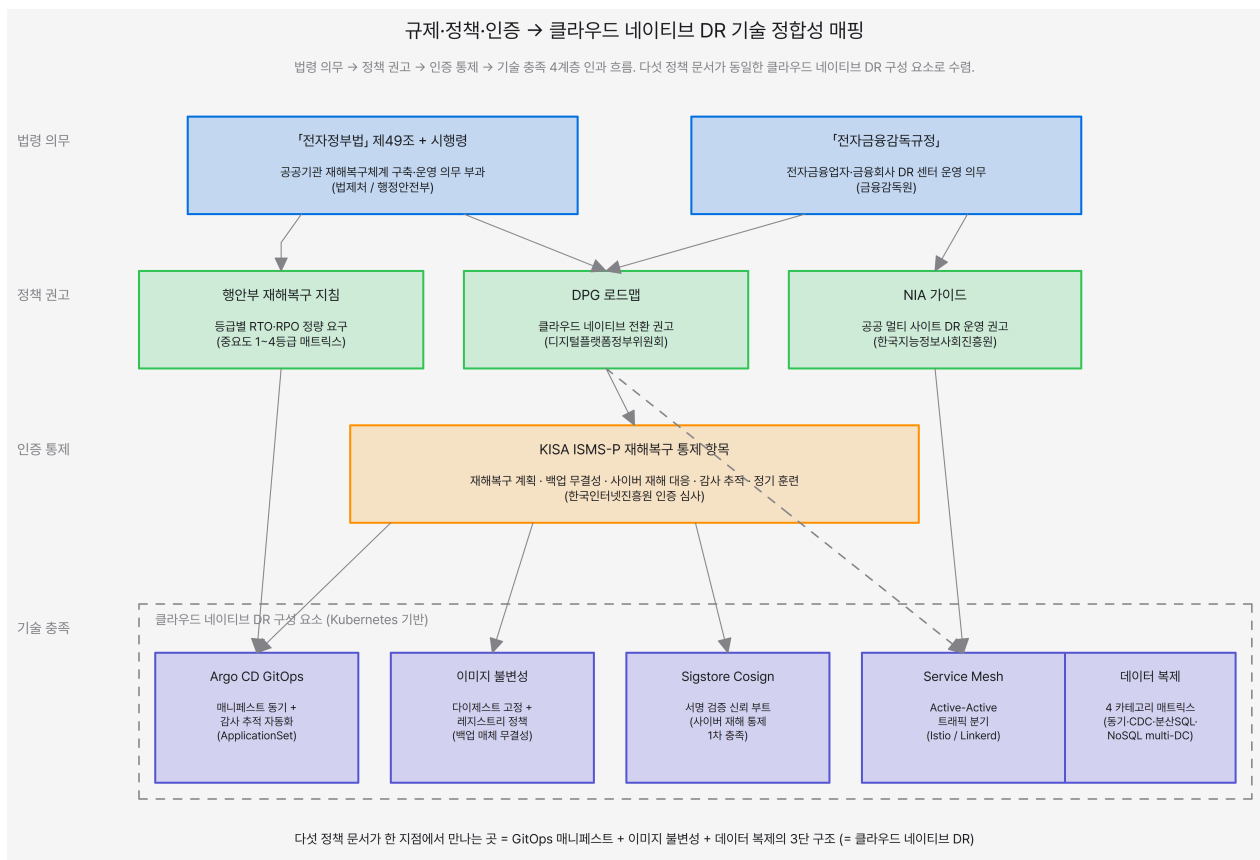 규제·정책·인증 → 클라우드 네이티브 DR 기술 정합성 매핑
법령 의무 → 정책 권고 → 인증 통제 → 기술 충족 4계층 인과 흐름. 다섯 정책 문서가 동일한 클라우드 네이티브 DR 구성 요소로 수렴.
법령 의무
「전자정부법」 제49조 + 시행령
공공기관 재해복구체계 구축·운영 의무 부과
(법제처 / 행정안전부)
「전자금융감독규정」
전자금융업자·금융회사 DR 센터 운영 의무
(금융감독원)
정책 권고
행안부 재해복구 지침
등급별 RTO·RPO 정량 요구
(중요도 1~4등급 매트릭스)
DPG 로드맵
클라우드 네이티브 전환 권고
(디지털플랫폼정부위원회)
NIA 가이드
공공 멀티 사이트 DR 운영 권고
(한국지능정보사회진흥원)
인증 통제
KISA ISMS-P 재해복구 통제 항목
재해복구 계획 · 백업 무결성 · 사이버 재해 대응 · 감사 추적 · 정기 훈련
(한국인터넷진흥원 인증 심사)
기술 충족
클라우드 네이티브 DR 구성 요소 (Kubernetes 기반)
Argo CD GitOps
매니페스트 동기 +
감사 추적 자동화
(ApplicationSet)
이미지 불변성
다이제스트 고정 +
레지스트리 정책
(백업 매체 무결성)
Sigstore Cosign
서명 검증 신뢰 부트
(사이버 재해 통제
1차 충족)
Service Mesh
Active-Active
트래픽 분기
(Istio / Linkerd)
데이터 복제
4 카테고리 매트릭스
(동기·CDC·분산SQL·
NoSQL multi-DC)
다섯 정책 문서가 한 지점에서 만나는 곳 = GitOps 매니페스트 + 이미지 불변성 + 데이터 복제의 3단 구조 (= 클라우드 네이티브 DR)